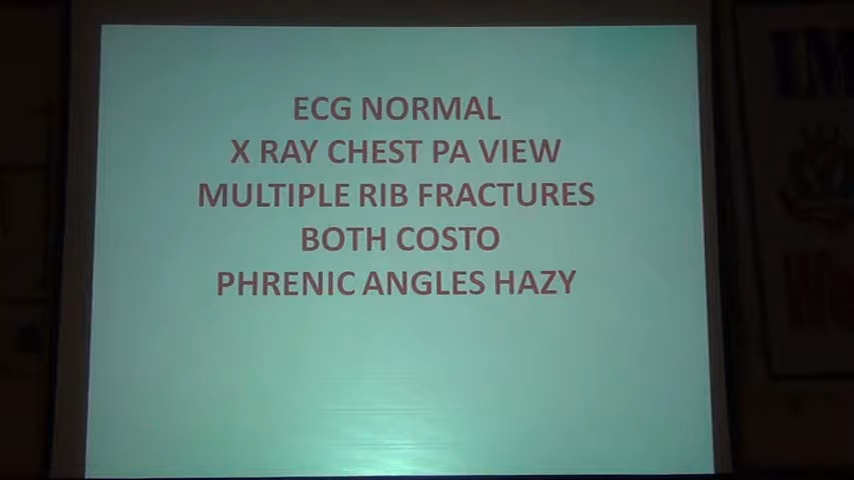 ECG NORMAL
X RAY CHEST PA VIEW
MULTIPLE RIB FRACTURES
BOTH COSTO
PHRENIC ANGLES HAZY